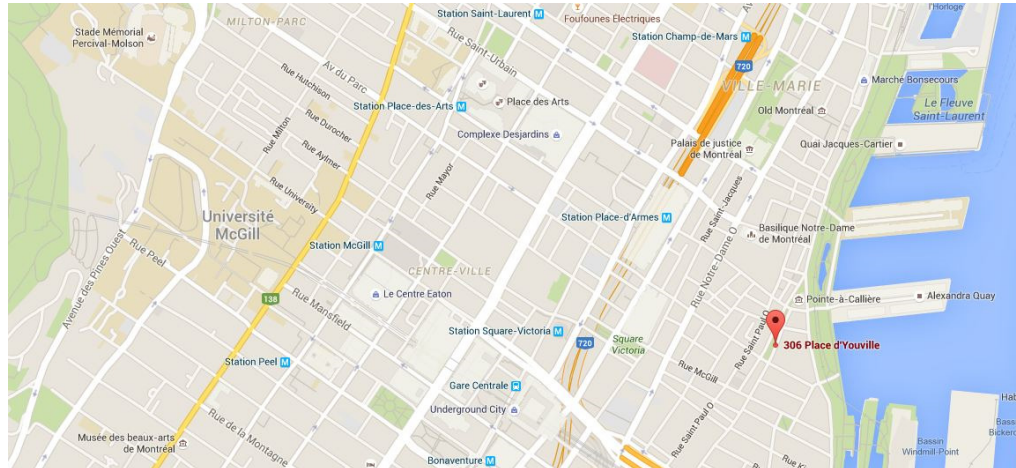 Station Saint-Laurent
Foufounes Électriques
l'Horloge
MILTON-PARC
Stade Mémorial
Percival-Molson
Rue Saint-Urbain
Station Champ-de-Mars
720
Av du Parc
Rue Hutchison
VILLE-MARIE
Marché Bonsecours
Place des Arts
Station Place-des-Arts
Old Montréal
Le Fleuve
Saint-Laurent
Rue Milton
Rue Durocher
Complexe Desjardins
Palais de justice
de Montréal
Quai Jacques-Cartier
Rue Aylmer
Rue Mayor
Rue University
Rue Saint-Jacques
Université
McGill
Station Place-d'Armes
Basilique Notre-Dame
de Montréal
Rue Peel
Avenue des Pines Ouest
Station McGill
Rue Notre-Dame O
CENTRE-VILLE
138
Rue Mansfield
Le Centre Eaton
Pointe-à-Callière
Alexandra Quay
Station Square-Victoria
720
Square
Victoria
Rue Saint Paul O
306 Place d'Youville
Station Peel
Rue McGill
Gare Centrale
Underground City
Rue de la Montagne
Rue Saint Paul O
Hab
Musée des beaux-arts
de Montréal
Bonaventure
Bassin
Windmill-Point
Bassin
Bickerd